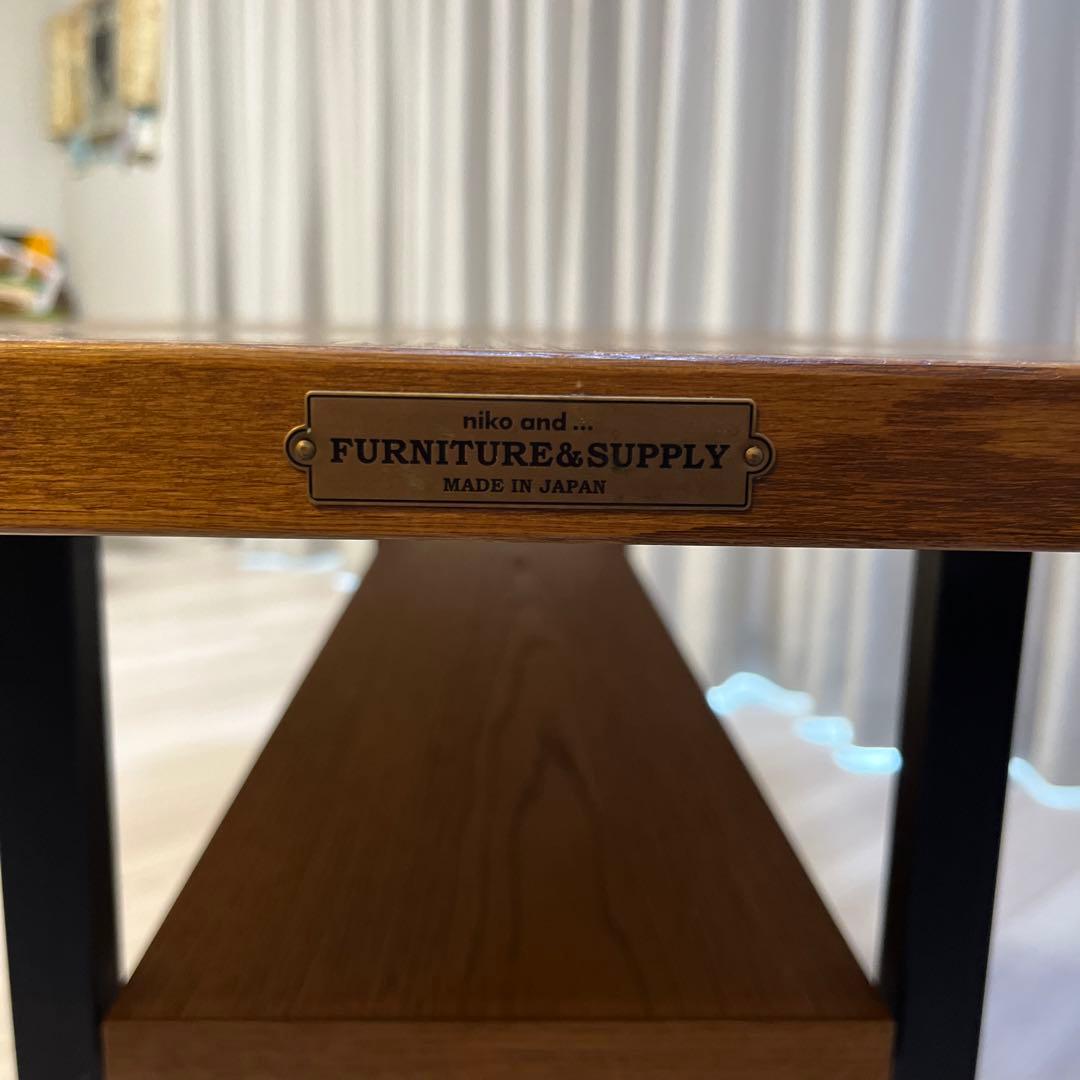 niko and ...
FURNITURE&SUPPLY
MADE IN JAPAN